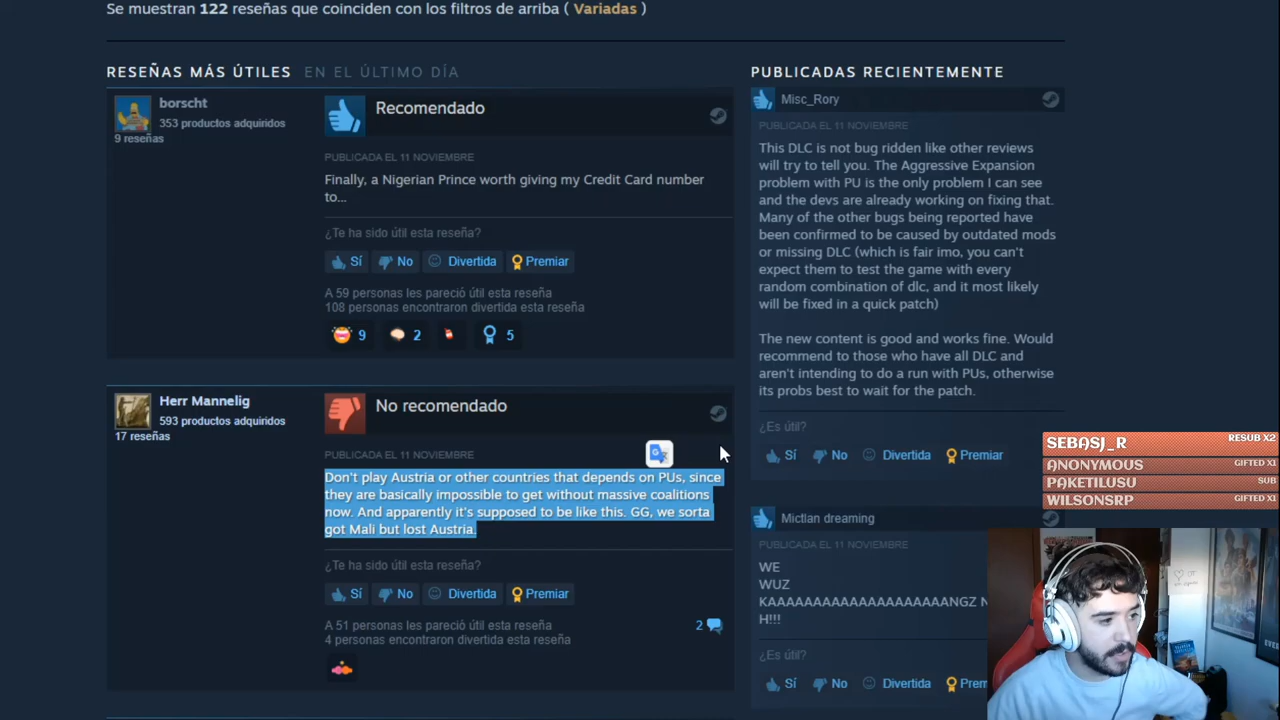 Se muestran 122 reseñas que coinciden con los filtros de arriba ( Variadas )
RESEÑAS MÁS ÚTILES EN EL ÚLTIMO DÍA
borscht
353 productos adquiridos
9 reseñas
Recomendado
PUBLICADA EL 11 NOVIEMBRE
Finally, a Nigerian Prince worth giving my Credit Card number
to...
¿Te ha sido útil esta reseña?
Sí No Divertida Premiar
A 59 personas les pareció útil esta reseña
108 personas encontraron divertida esta reseña
9 2 5
Herr Mannelig
593 productos adquiridos
17 reseñas
No recomendado
PUBLICADA EL 11 NOVIEMBRE
Don't play Austria or other countries that depends on PUs, since
they are basically impossible to get without massive coalitions
now. And apparently it's supposed to be like this. GG, we sorta
got Mali but lost Austria.
¿Te ha sido útil esta reseña?
Sí No Divertida Premiar
A 51 personas les pareció útil esta reseña
4 personas encontraron divertida esta reseña
2
PUBLICADAS RECIENTEMENTE
Misc_Rory
PUBLICADA EL 11 NOVIEMBRE
This DLC is not bug ridden like other reviews
will try to tell you. The Aggressive Expansion
problem with PU is the only problem I can see
and the devs are already working on fixing that.
Many of the other bugs being reported have
been confirmed to be caused by outdated mods
or missing DLC (which is fair imo, you can't
expect them to test the game with every
random combination of dlc, and it most likely
will be fixed in a quick patch)
The new content is good and works fine. Would
recommend to those who have all DLC and
aren't intending to do a run with PUs, otherwise
its probs best to wait for the patch.
¿Es útil?
Sí No Divertida Premiar
Mictlan dreaming
PUBLICADA EL 11 NOVIEMBRE
WE
WUZ
KAAAAAAAAAAAAAAAAAAAANGZ N
H!!!
¿Es útil?
Sí No Divertida Prem
SEBASJ_R RESUB X2
ANONYMOUS GIFTED X1
PAKETILUSU SUB
WILSONSRP GIFTED X1